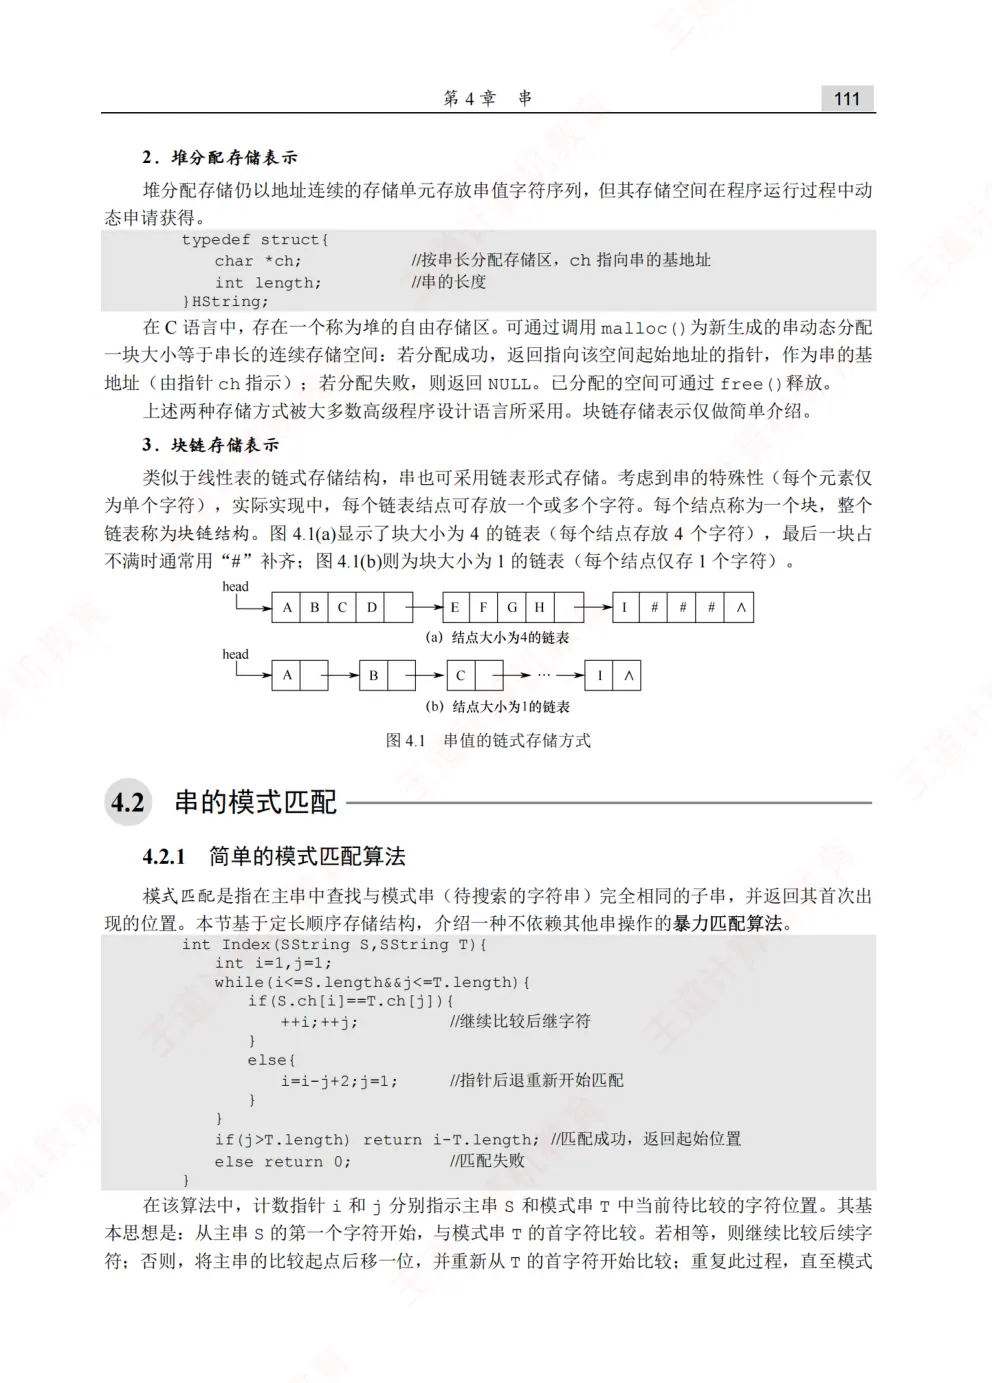 第 4 章 串 111
2．堆分配存储表示
堆分配存储仍以地址连续的存储单元存放串值字符序列，但其存储空间在程序运行过程中动
态申请获得。
typedef struct{
char *ch; //按串长分配存储区，ch 指向串的基地址
int length; //串的长度
}HString;
在 C 语言中，存在一个称为堆的自由存储区。可通过调用 malloc()为新生成的串动态分配
一块大小等于串长的连续存储空间：若分配成功，返回指向该空间起始地址的指针，作为串的基
地址（由指针 ch 指示）；若分配失败，则返回 NULL。已分配的空间可通过 free()释放。
上述两种存储方式被大多数高级程序设计语言所采用。块链存储表示仅做简单介绍。
3．块链存储表示
类似于线性表的链式存储结构，串也可采用链表形式存储。考虑到串的特殊性（每个元素仅
为单个字符），实际实现中，每个链表结点可存放一个或多个字符。每个结点称为一个块，整个
链表称为块链结构。图 4.1(a)显示了块大小为 4 的链表（每个结点存放 4 个字符），最后一块占
不满时通常用“#”补齐；图 4.1(b)则为块大小为 1 的链表（每个结点仅存 1 个字符）。
head
A B C D E F G H I # # # ∧
（a）结点大小为4的链表
head
A B C … I ∧
（b）结点大小为1的链表
图 4.1 串值的链式存储方式
4.2 串的模式匹配
4.2.1 简单的模式匹配算法
模式匹配是指在主串中查找与模式串（待搜索的字符串）完全相同的子串，并返回其首次出
现的位置。本节基于定长顺序存储结构，介绍一种不依赖其他串操作的暴力匹配算法。
int Index(SString S,SString T){
int i=1,j=1;
while(i<=S.length&&j<=T.length){
if(S.ch[i]==T.ch[j]){
++i;++j; //继续比较后继字符
}
else{
i=i-j+2;j=1; //指针后退重新开始匹配
}
}
if(j>T.length) return i-T.length; //匹配成功，返回起始位置
else return 0; //匹配失败
}
在该算法中，计数指针 i 和 j 分别指示主串 S 和模式串 T 中当前待比较的字符位置。其基
本思想是：从主串 S 的第一个字符开始，与模式串 T 的首字符比较。若相等，则继续比较后续字
符；否则，将主串的比较起点后移一位，并重新从 T 的首字符开始比较；重复此过程，直至模式